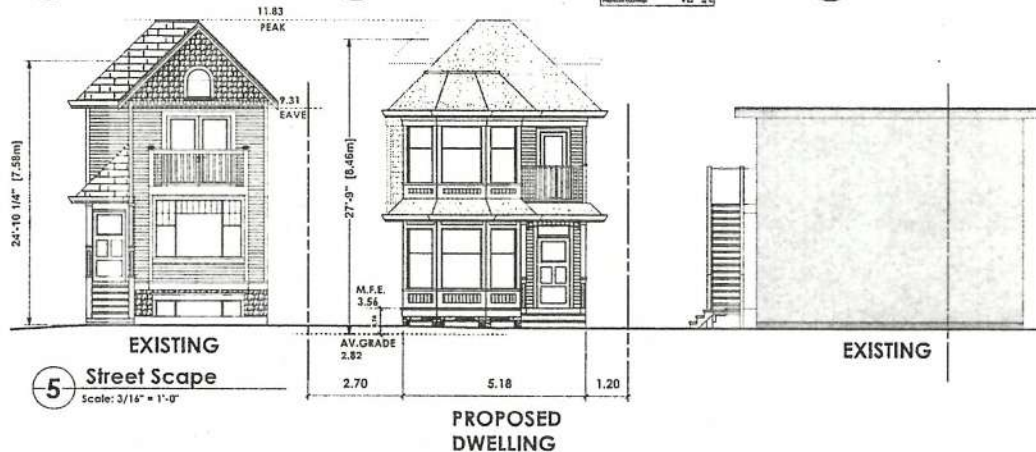 11.83
PEAK
9.31
EAVE
24'-10 1/4" [7.58m]
27'-9" [8.46m]
M.F.E.
3.56
AV.GRADE
2.82
EXISTING
EXISTING
5 Street Scape
Scale: 3/16" = 1'-0"
2.70
5.18
1.20
PROPOSED
DWELLING